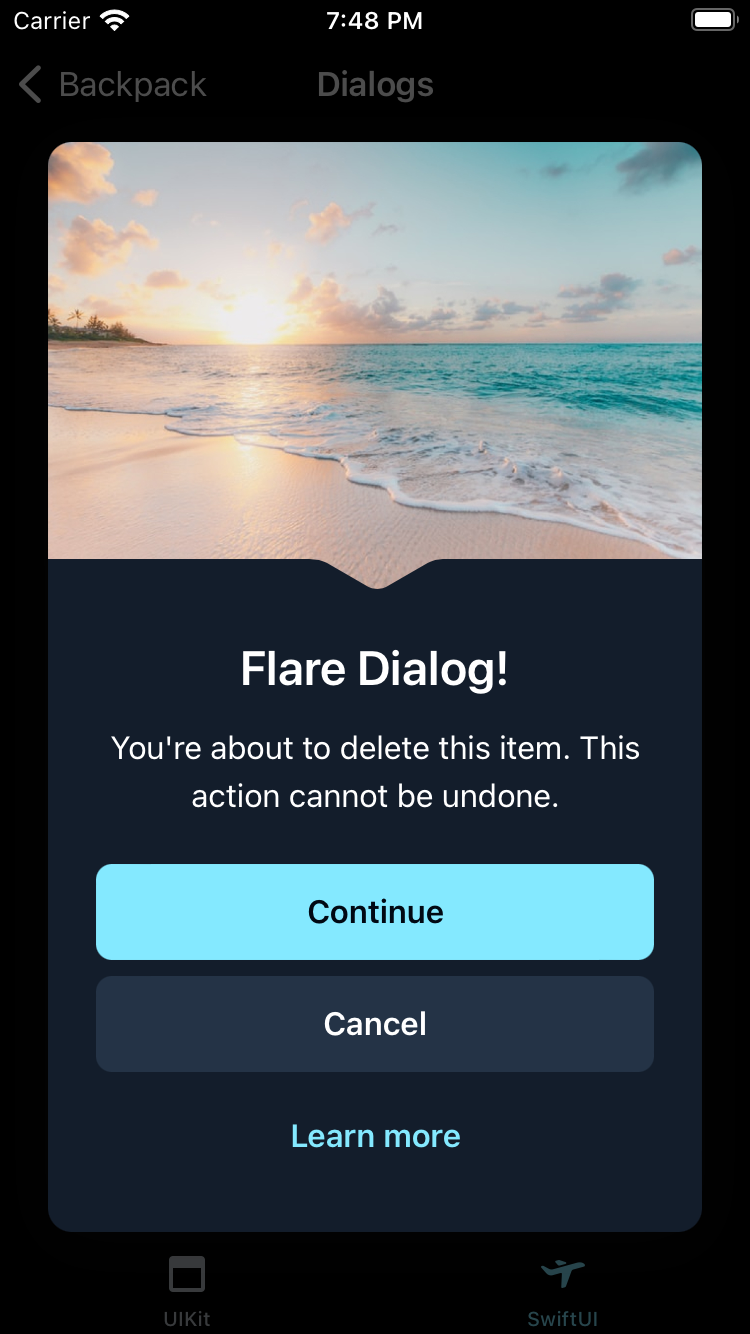 Carrier 7:48 PM
Backpack Dialogs
Flare Dialog!
You're about to delete this item. This
action cannot be undone.
Continue
Cancel
Learn more
UIKit SwiftUI